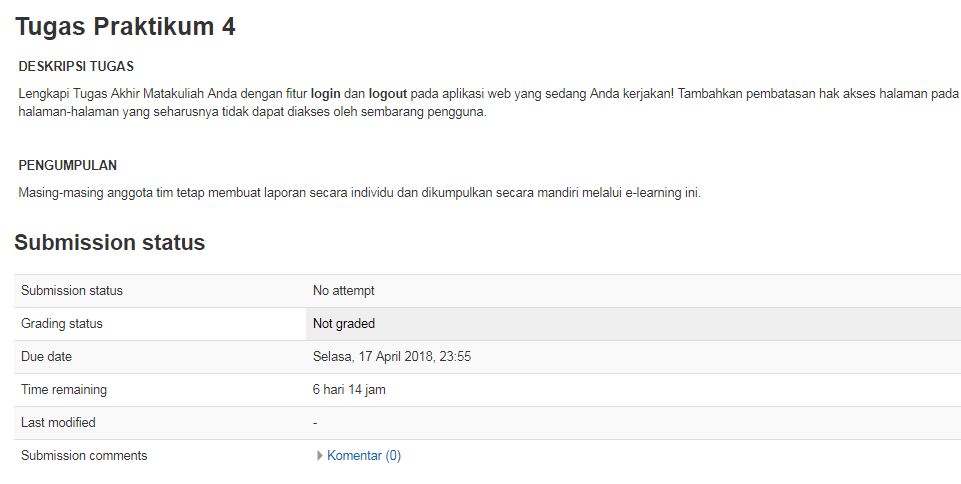 Tugas Praktikum 4
DESKRIPSI TUGAS
Lengkapi Tugas Akhir Matakuliah Anda dengan fitur login dan logout pada aplikasi web yang sedang Anda kerjakan! Tambahkan pembatasan hak akses halaman pada
halaman-halaman yang seharusnya tidak dapat diakses oleh sembarang pengguna.
PENGUMPULAN
Masing-masing anggota tim tetap membuat laporan secara individu dan dikumpulkan secara mandiri melalui e-learning ini.
Submission status
Submission status No attempt
Grading status Not graded
Due date Selasa, 17 April 2018, 23:55
Time remaining 6 hari 14 jam
Last modified -
Submission comments Komentar (0)